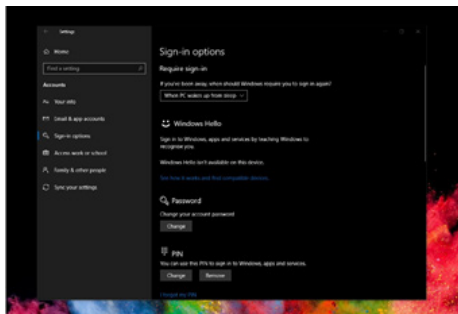 Settings
Home
Find a setting
Accounts
Your info
Email & app accounts
Sign-in options
Access work or school
Family & other people
Sync your settings
Sign-in options
Require sign-in
If you've been away, when should Windows require you to sign in again?
When PC wakes up from sleep
Windows Hello
Sign in to Windows, apps and services by teaching Windows to
recognise you.
Windows Hello isn't available on this device.
See how it works and find compatible devices.
Password
Change your account password
Change
PIN
You can use this PIN to sign in to Windows, apps and services.
Change Remove
I forgot my PIN